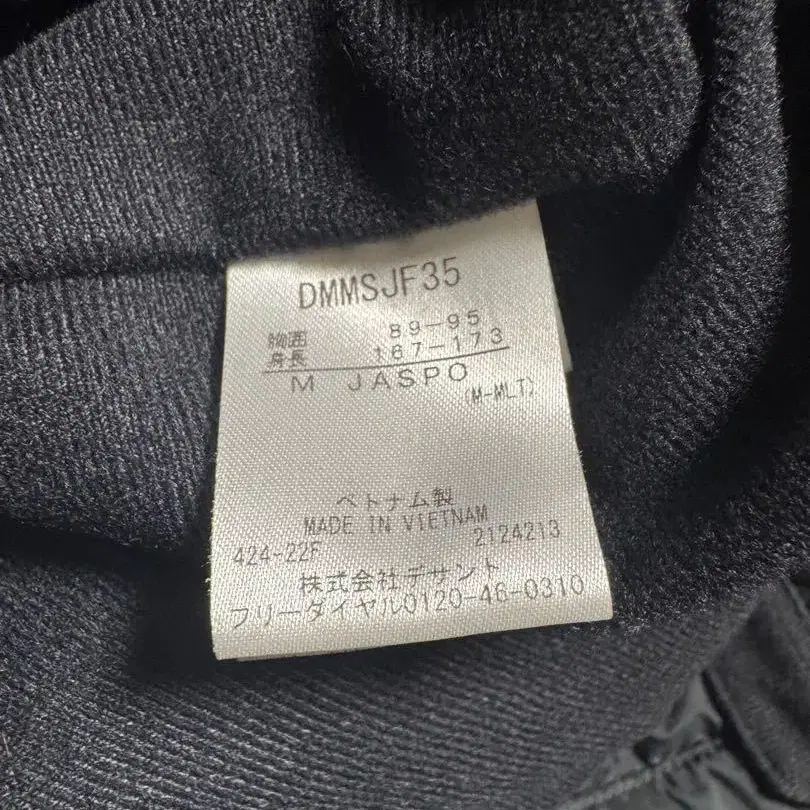 DMMSJF35
胸囲 89-95
身長 167-173
M JASPO
(M-MLT)
ベトナム製
MADE IN VIETNAM
424-22F 2124213
株式会社デサント
フリーダイヤル0120-46-0310